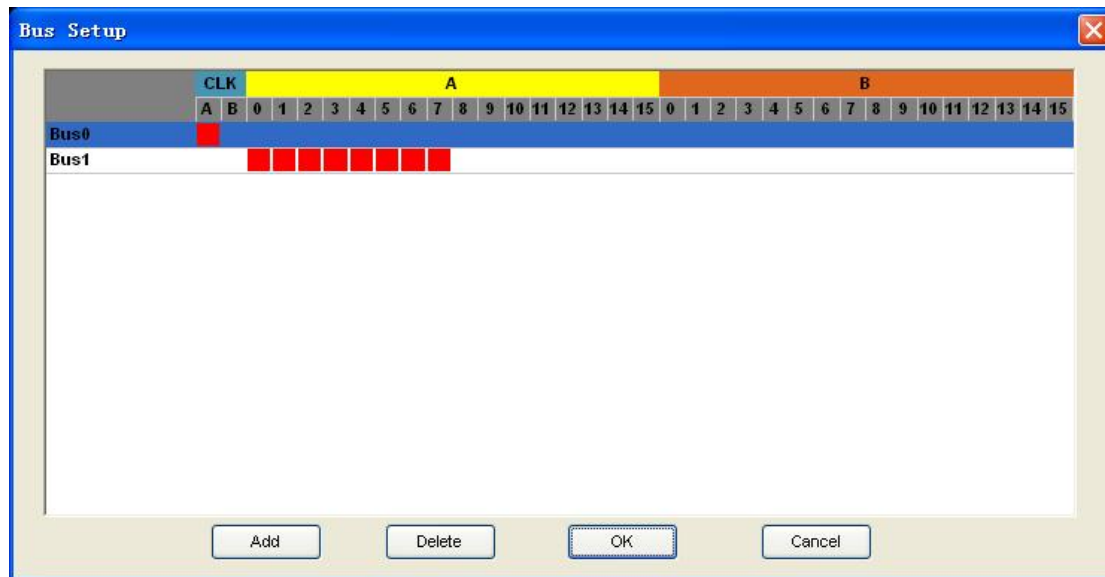 Bus Setup
CLK A B
A B 0 1 2 3 4 5 6 7 8 9 10 11 12 13 14 15 0 1 2 3 4 5 6 7 8 9 10 11 12 13 14 15
Bus0
Bus1
Add Delete OK Cancel